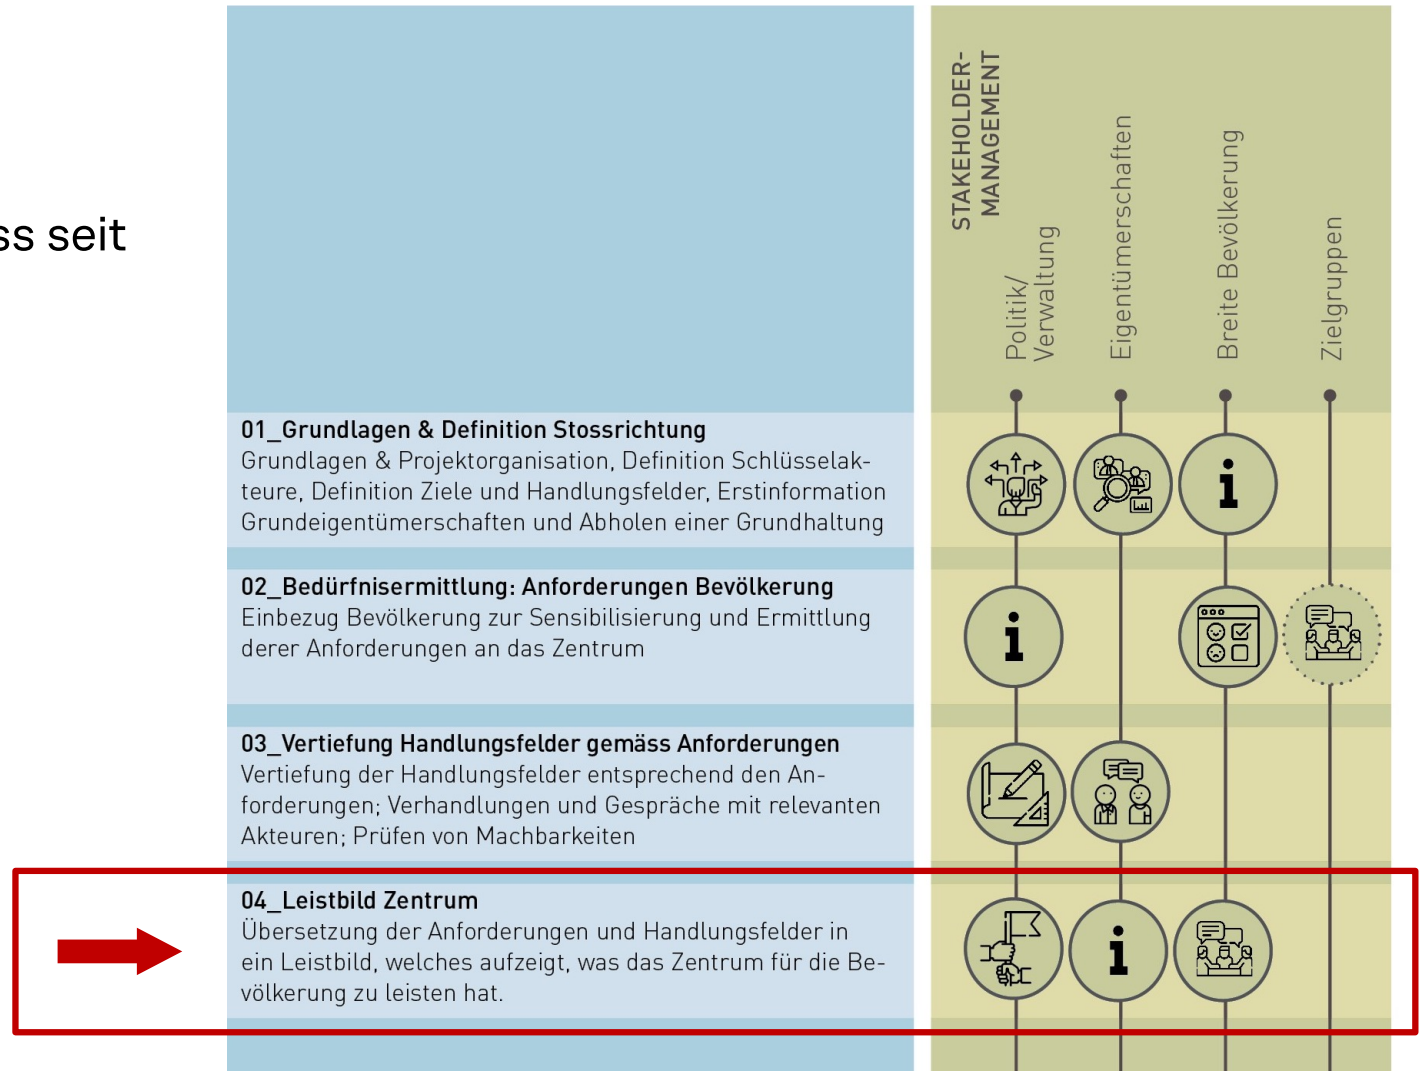 ss seit
STAKEHOLDER-
MANAGEMENT
Politik/
Verwaltung
Eigentümerschaften
Breite Bevölkerung
Zielgruppen
01_Grundlagen & Definition Stossrichtung
Grundlagen & Projektorganisation, Definition Schlüsselak-
teure, Definition Ziele und Handlungsfelder, Erstinformation
Grundeigentümerschaften und Abholen einer Grundhaltung
i
02_Bedürfnisermittlung: Anforderungen Bevölkerung
Einbezug Bevölkerung zur Sensibilisierung und Ermittlung
derer Anforderungen an das Zentrum
i
03_Vertiefung Handlungsfelder gemäss Anforderungen
Vertiefung der Handlungsfelder entsprechend den An-
forderungen; Verhandlungen und Gespräche mit relevanten
Akteuren; Prüfen von Machbarkeiten
04_Leistbild Zentrum
Übersetzung der Anforderungen und Handlungsfelder in
ein Leistbild, welches aufzeigt, was das Zentrum für die Be-
völkerung zu leisten hat.
i